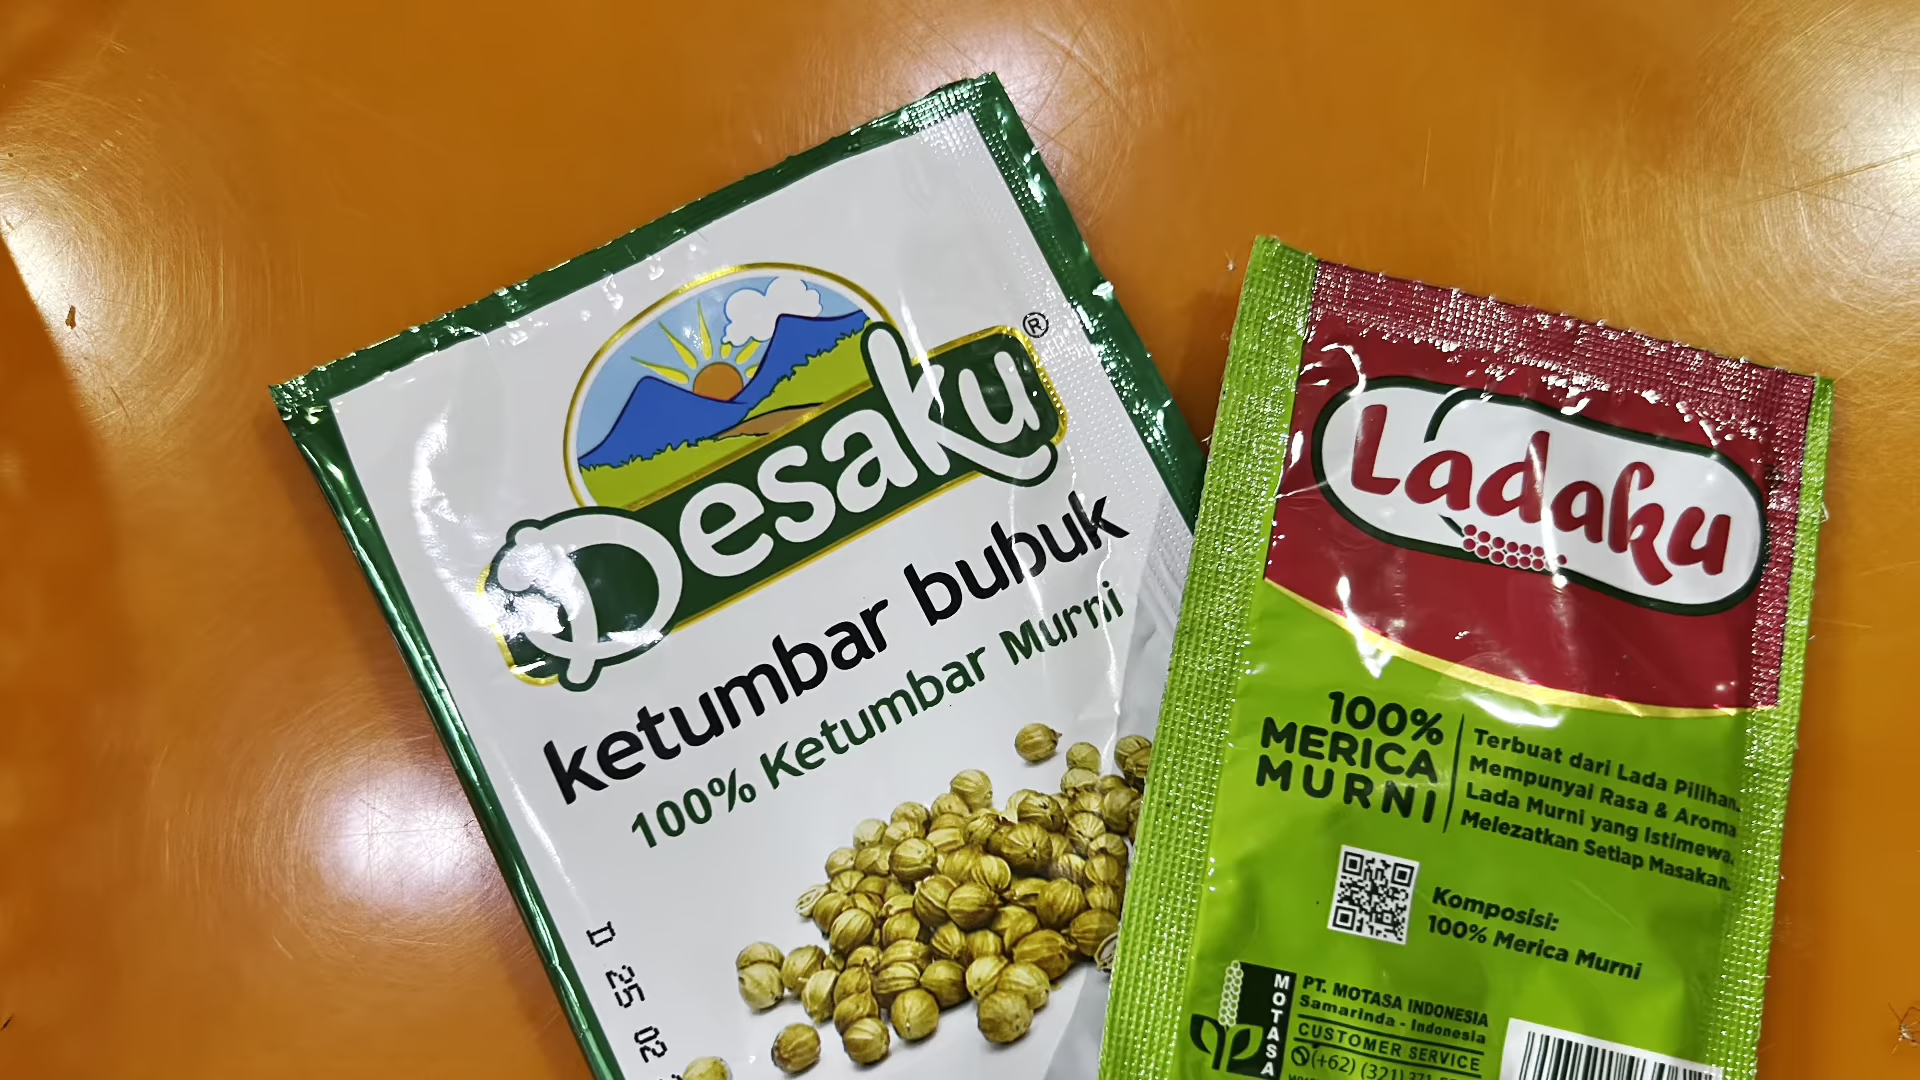 Desaku
®
ketumbar bubuk
100% Ketumbar Murni
D 25 02
Ladaku
100%
MERICA
MURNI
Terbuat dari Lada Pilihan.
Mempunyai Rasa & Aroma
Lada Murni yang Istimewa.
Melezatkan Setiap Masakan.
Komposisi:
100% Merica Murni
MOTASA
PT. MOTASA INDONESIA
Samarinda - Indonesia
CUSTOMER SERVICE
(+62) (321)